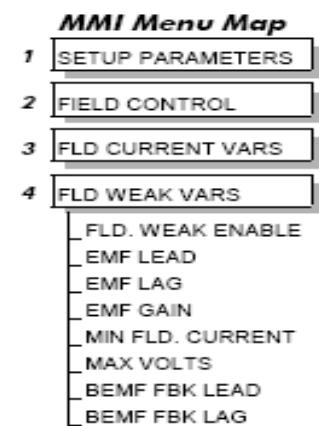 MMI Menu Map
1 SETUP PARAMETERS
2 FIELD CONTROL
3 FLD CURRENT VARS
4 FLD WEAK VARS
FLD. WEAK ENABLE
EMF LEAD
EMF LAG
EMF GAIN
MIN FLD. CURRENT
MAX VOLTS
BEMF FBK LEAD
BEMF FBK LAG